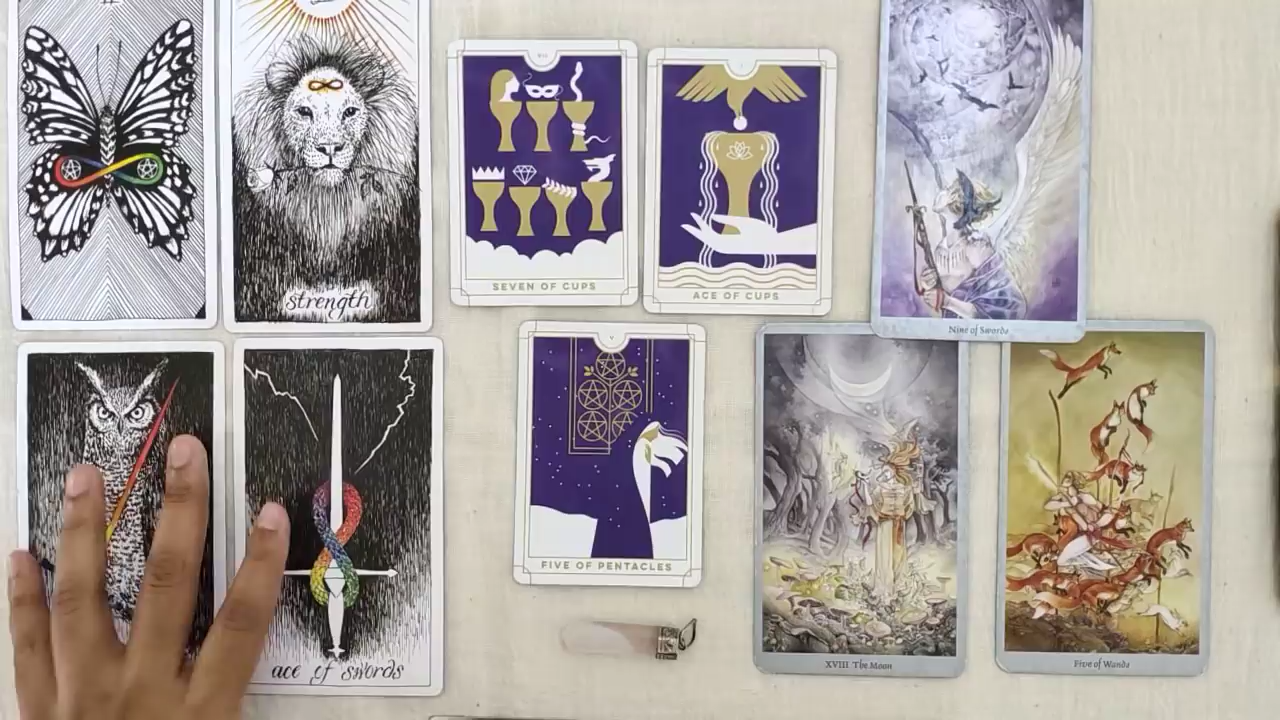 strength
VII
SEVEN OF CUPS
I
ACE OF CUPS
Nine of Swords
ace of swords
V
FIVE OF PENTACLES
XVIII The Moon
Five of Wands